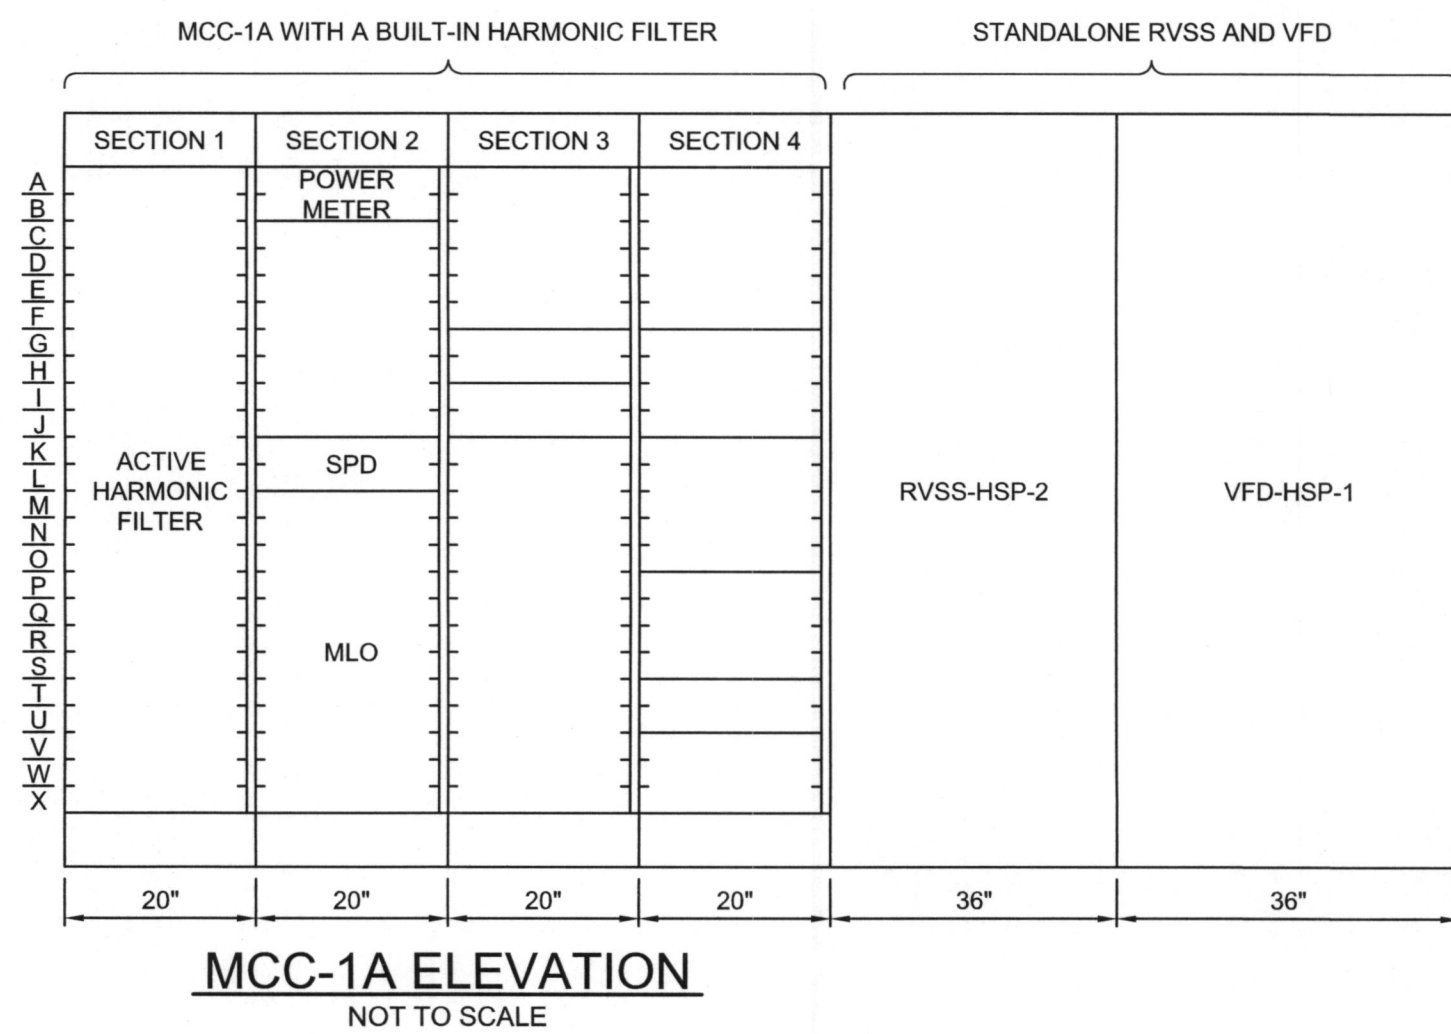 MCC-1A WITH A BUILT-IN HARMONIC FILTER
STANDALONE RVSS AND VFD
SECTION 1
SECTION 2
SECTION 3
SECTION 4
A
B
C
D
E
F
G
H
I
J
K
L
M
N
O
P
Q
R
S
T
U
V
W
X
ACTIVE
HARMONIC
FILTER
POWER
METER
SPD
MLO
RVSS-HSP-2
VFD-HSP-1
20"
20"
20"
20"
36"
36"
MCC-1A ELEVATION
NOT TO SCALE